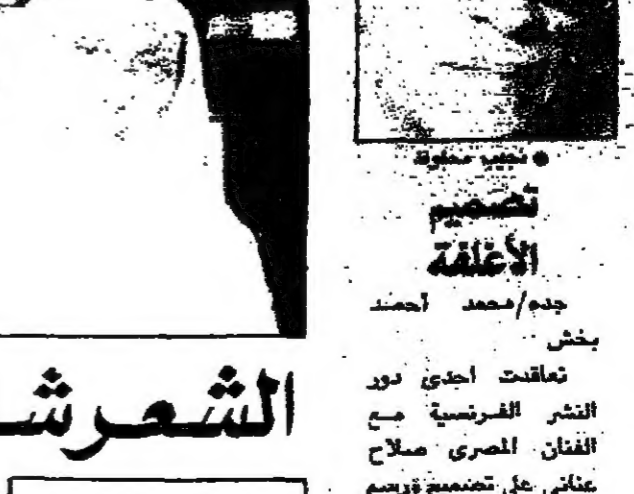 ● نجيب محفوظ
تصميم
الأغلفة
جده/محمد أحمد
بخش
تعاقدت احدى دور
النشر الفرنسية مع
الفنان المصرى صلاح
عنانى على تصميم ورسم
الشعر ش